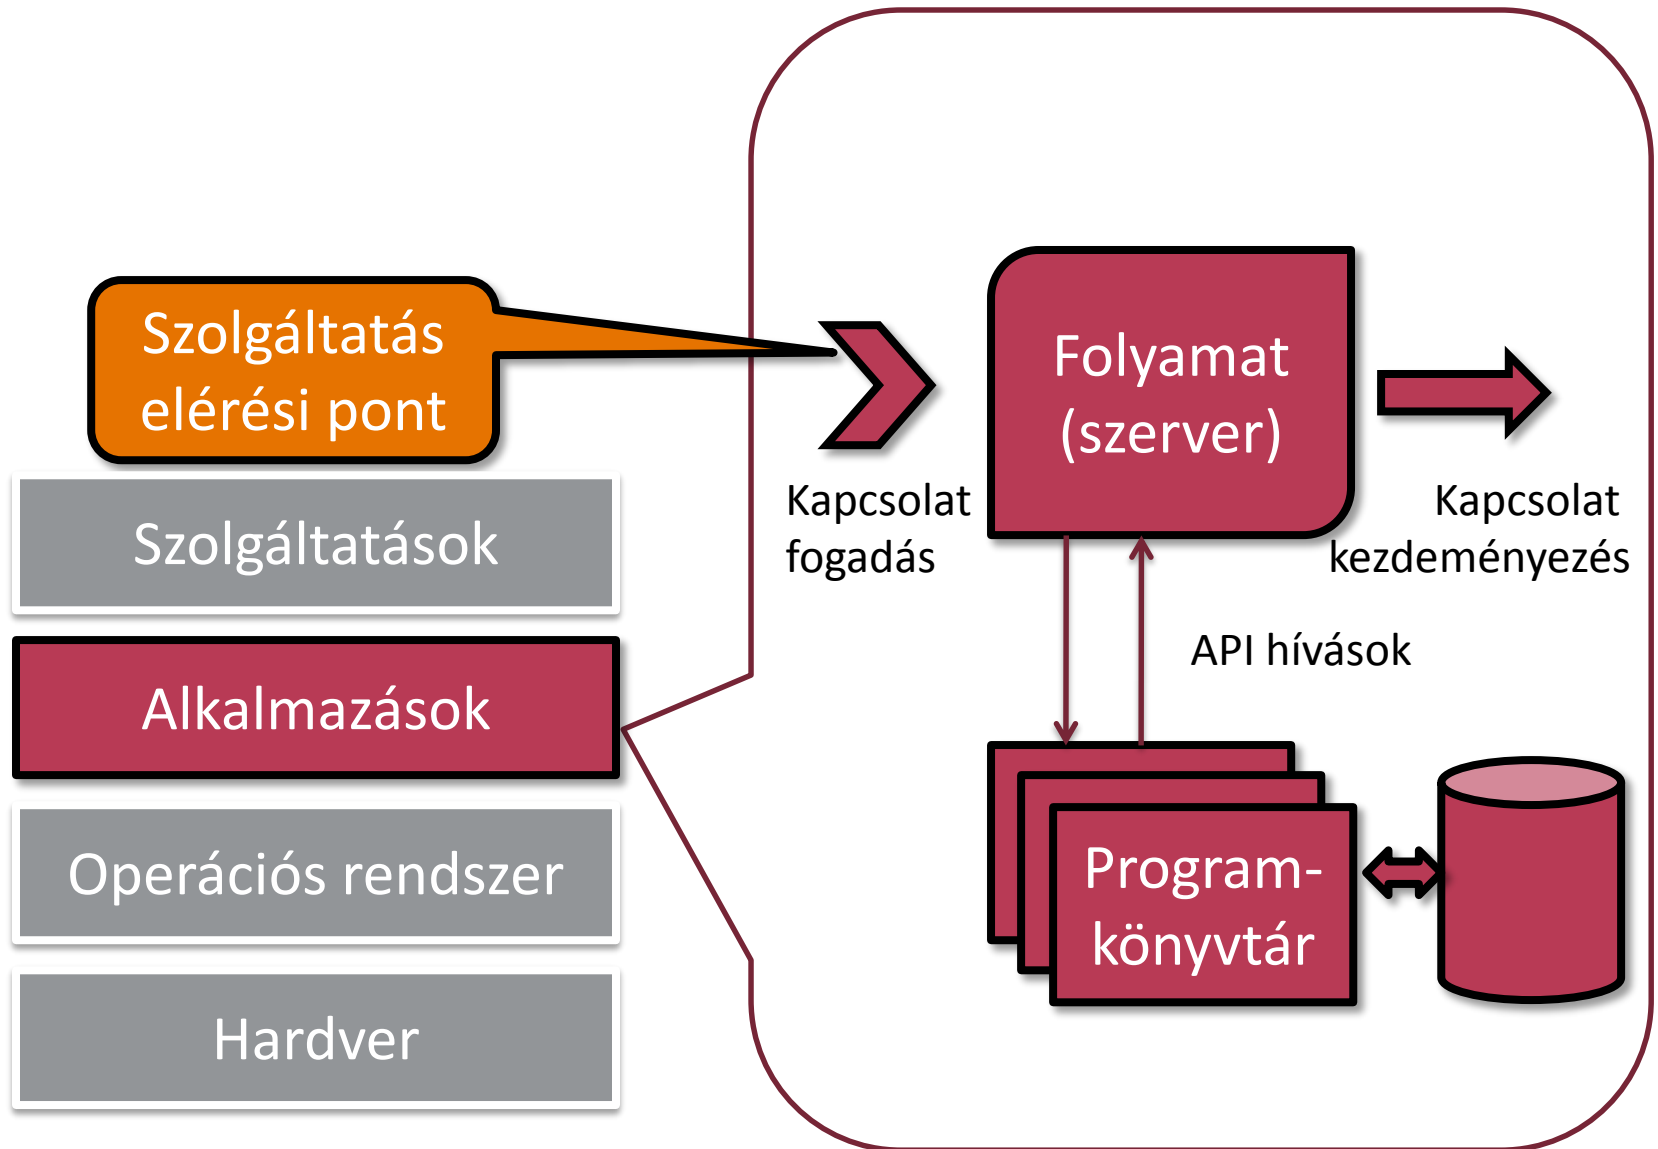 Szolgáltatás
elérési pont
Szolgáltatások
Alkalmazások
Operációs rendszer
Hardver
Folyamat
(szerver)
Kapcsolat
fogadás
Kapcsolat
kezdeményezés
API hívások
Program-
könyvtár